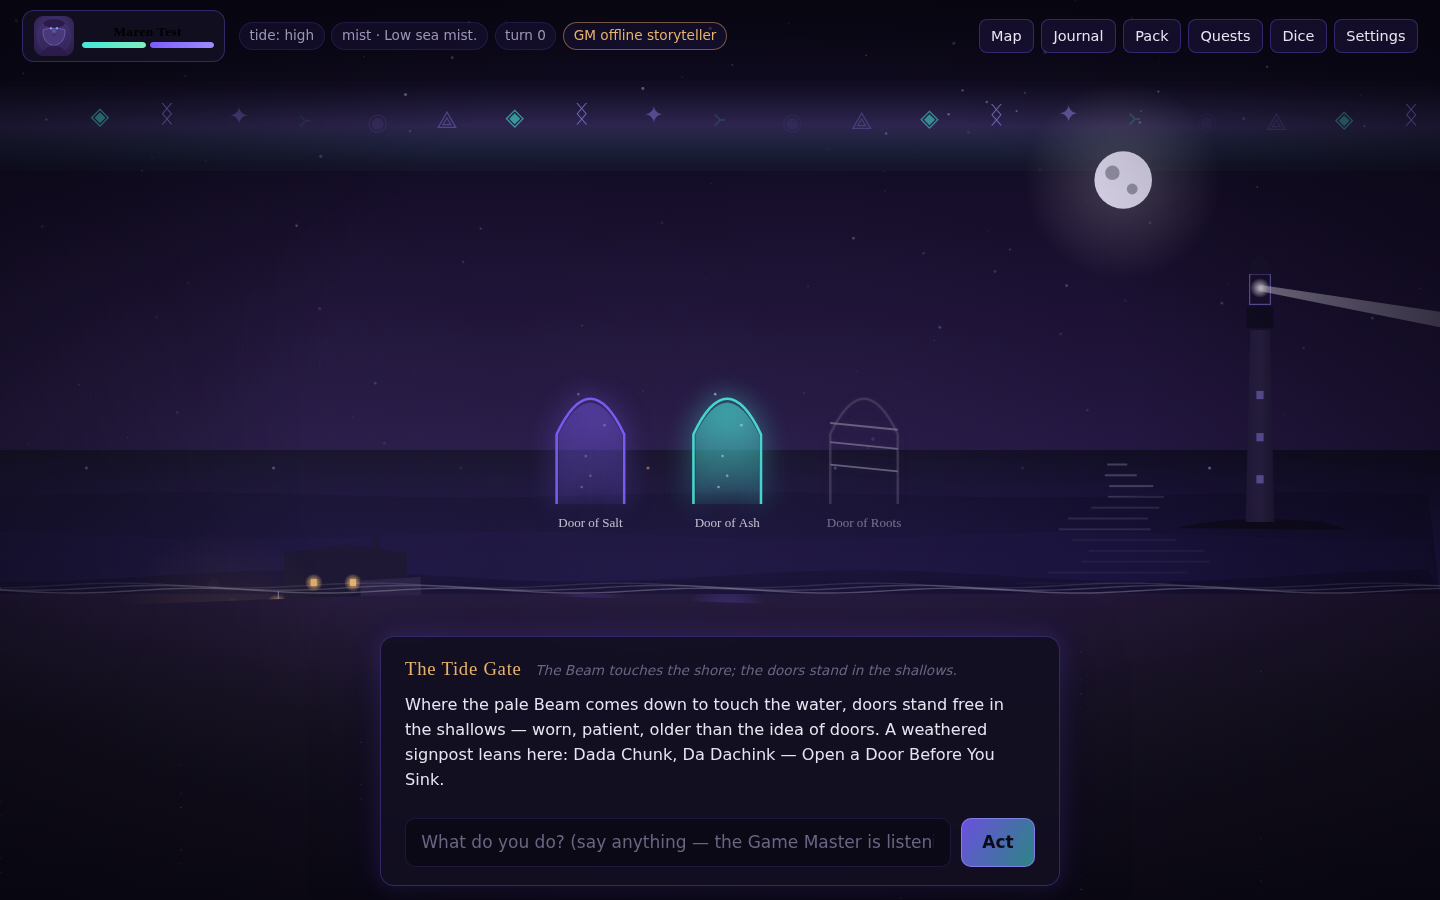 Maren Test
tide: high
mist · Low sea mist.
turn 0
GM offline storyteller
Map
Journal
Pack
Quests
Dice
Settings
Door of Salt
Door of Ash
Door of Roots
The Tide Gate
The Beam touches the shore; the doors stand in the shallows.
Where the pale Beam comes down to touch the water, doors stand free in
the shallows — worn, patient, older than the idea of doors. A weathered
signpost leans here: Dada Chunk, Da Dachink — Open a Door Before You
Sink.
What do you do? (say anything — the Game Master is listeni
Act